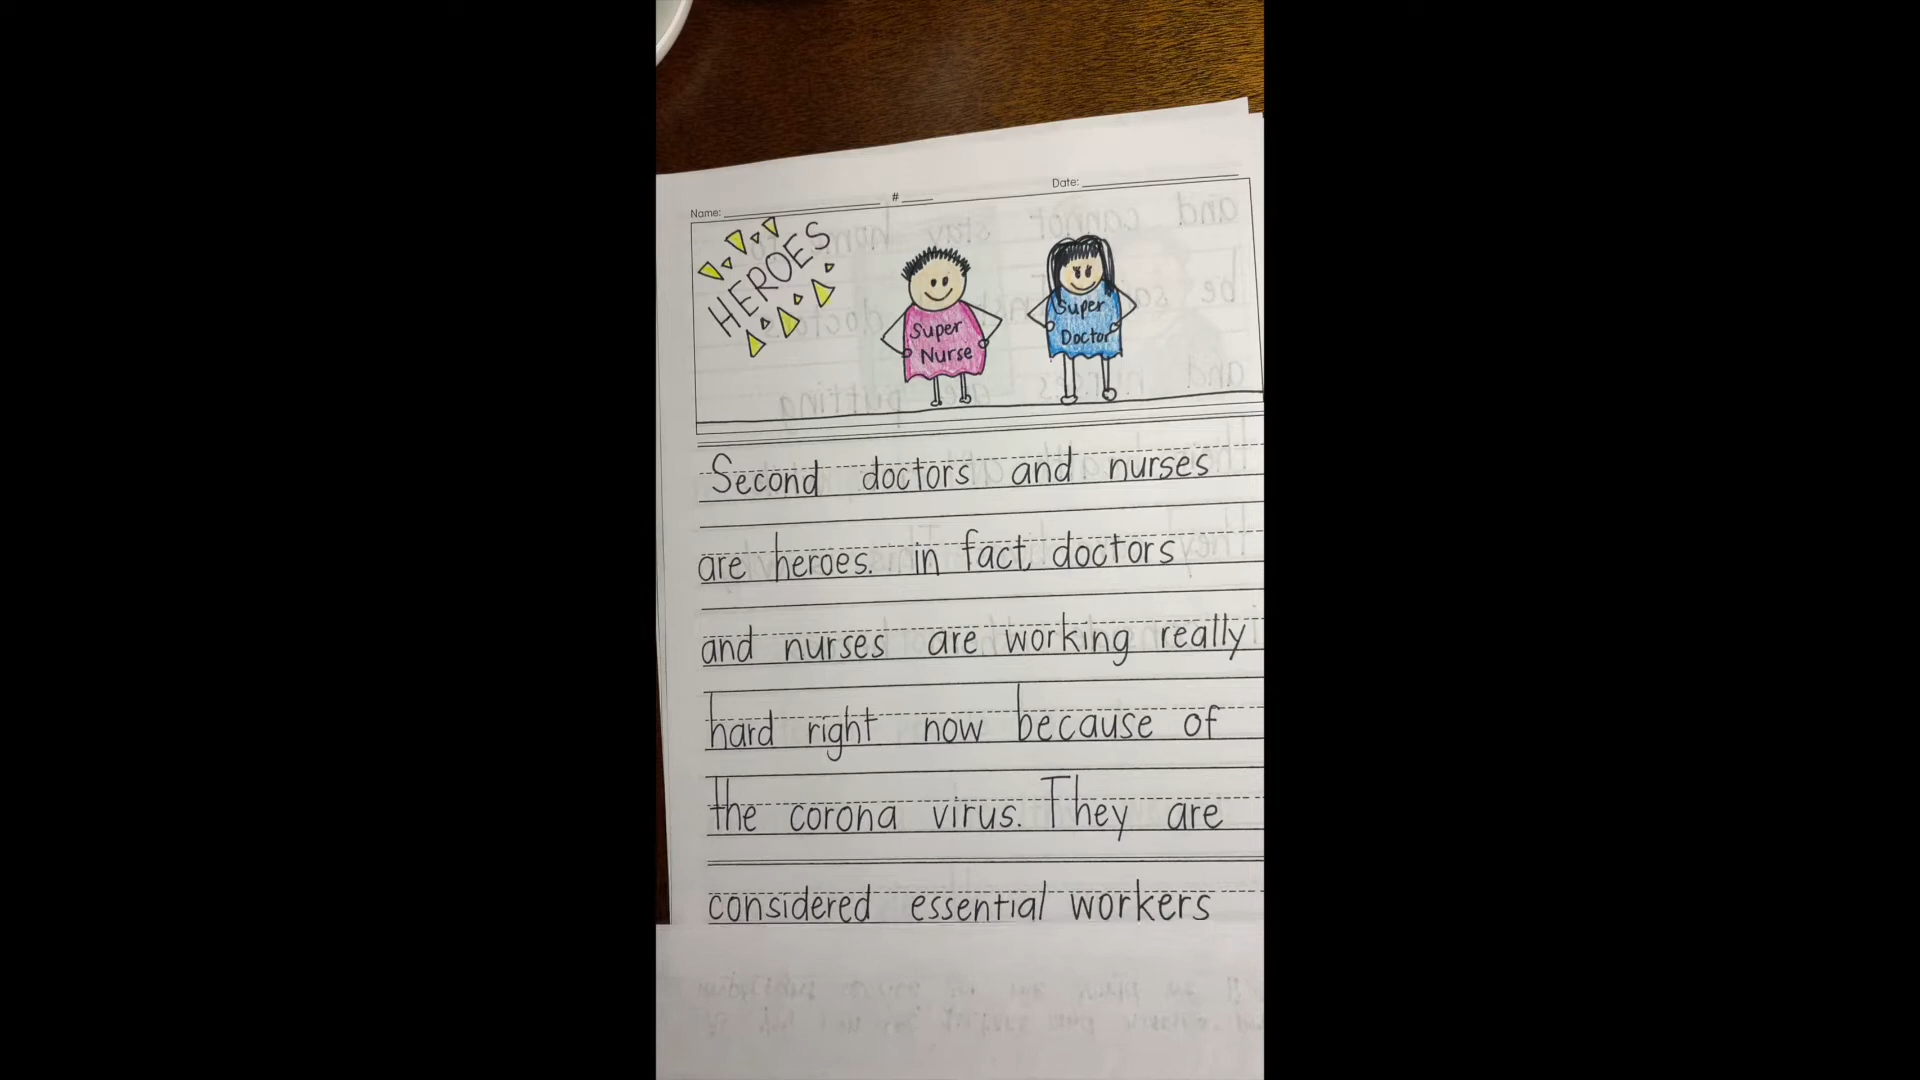 Name: # Date:
HEROES
Super
Nurse
Super
Doctor
Second doctors and nurses
are heroes. in fact, doctors
and nurses are working really
hard right now because of
the corona virus. They are
considered essential workers